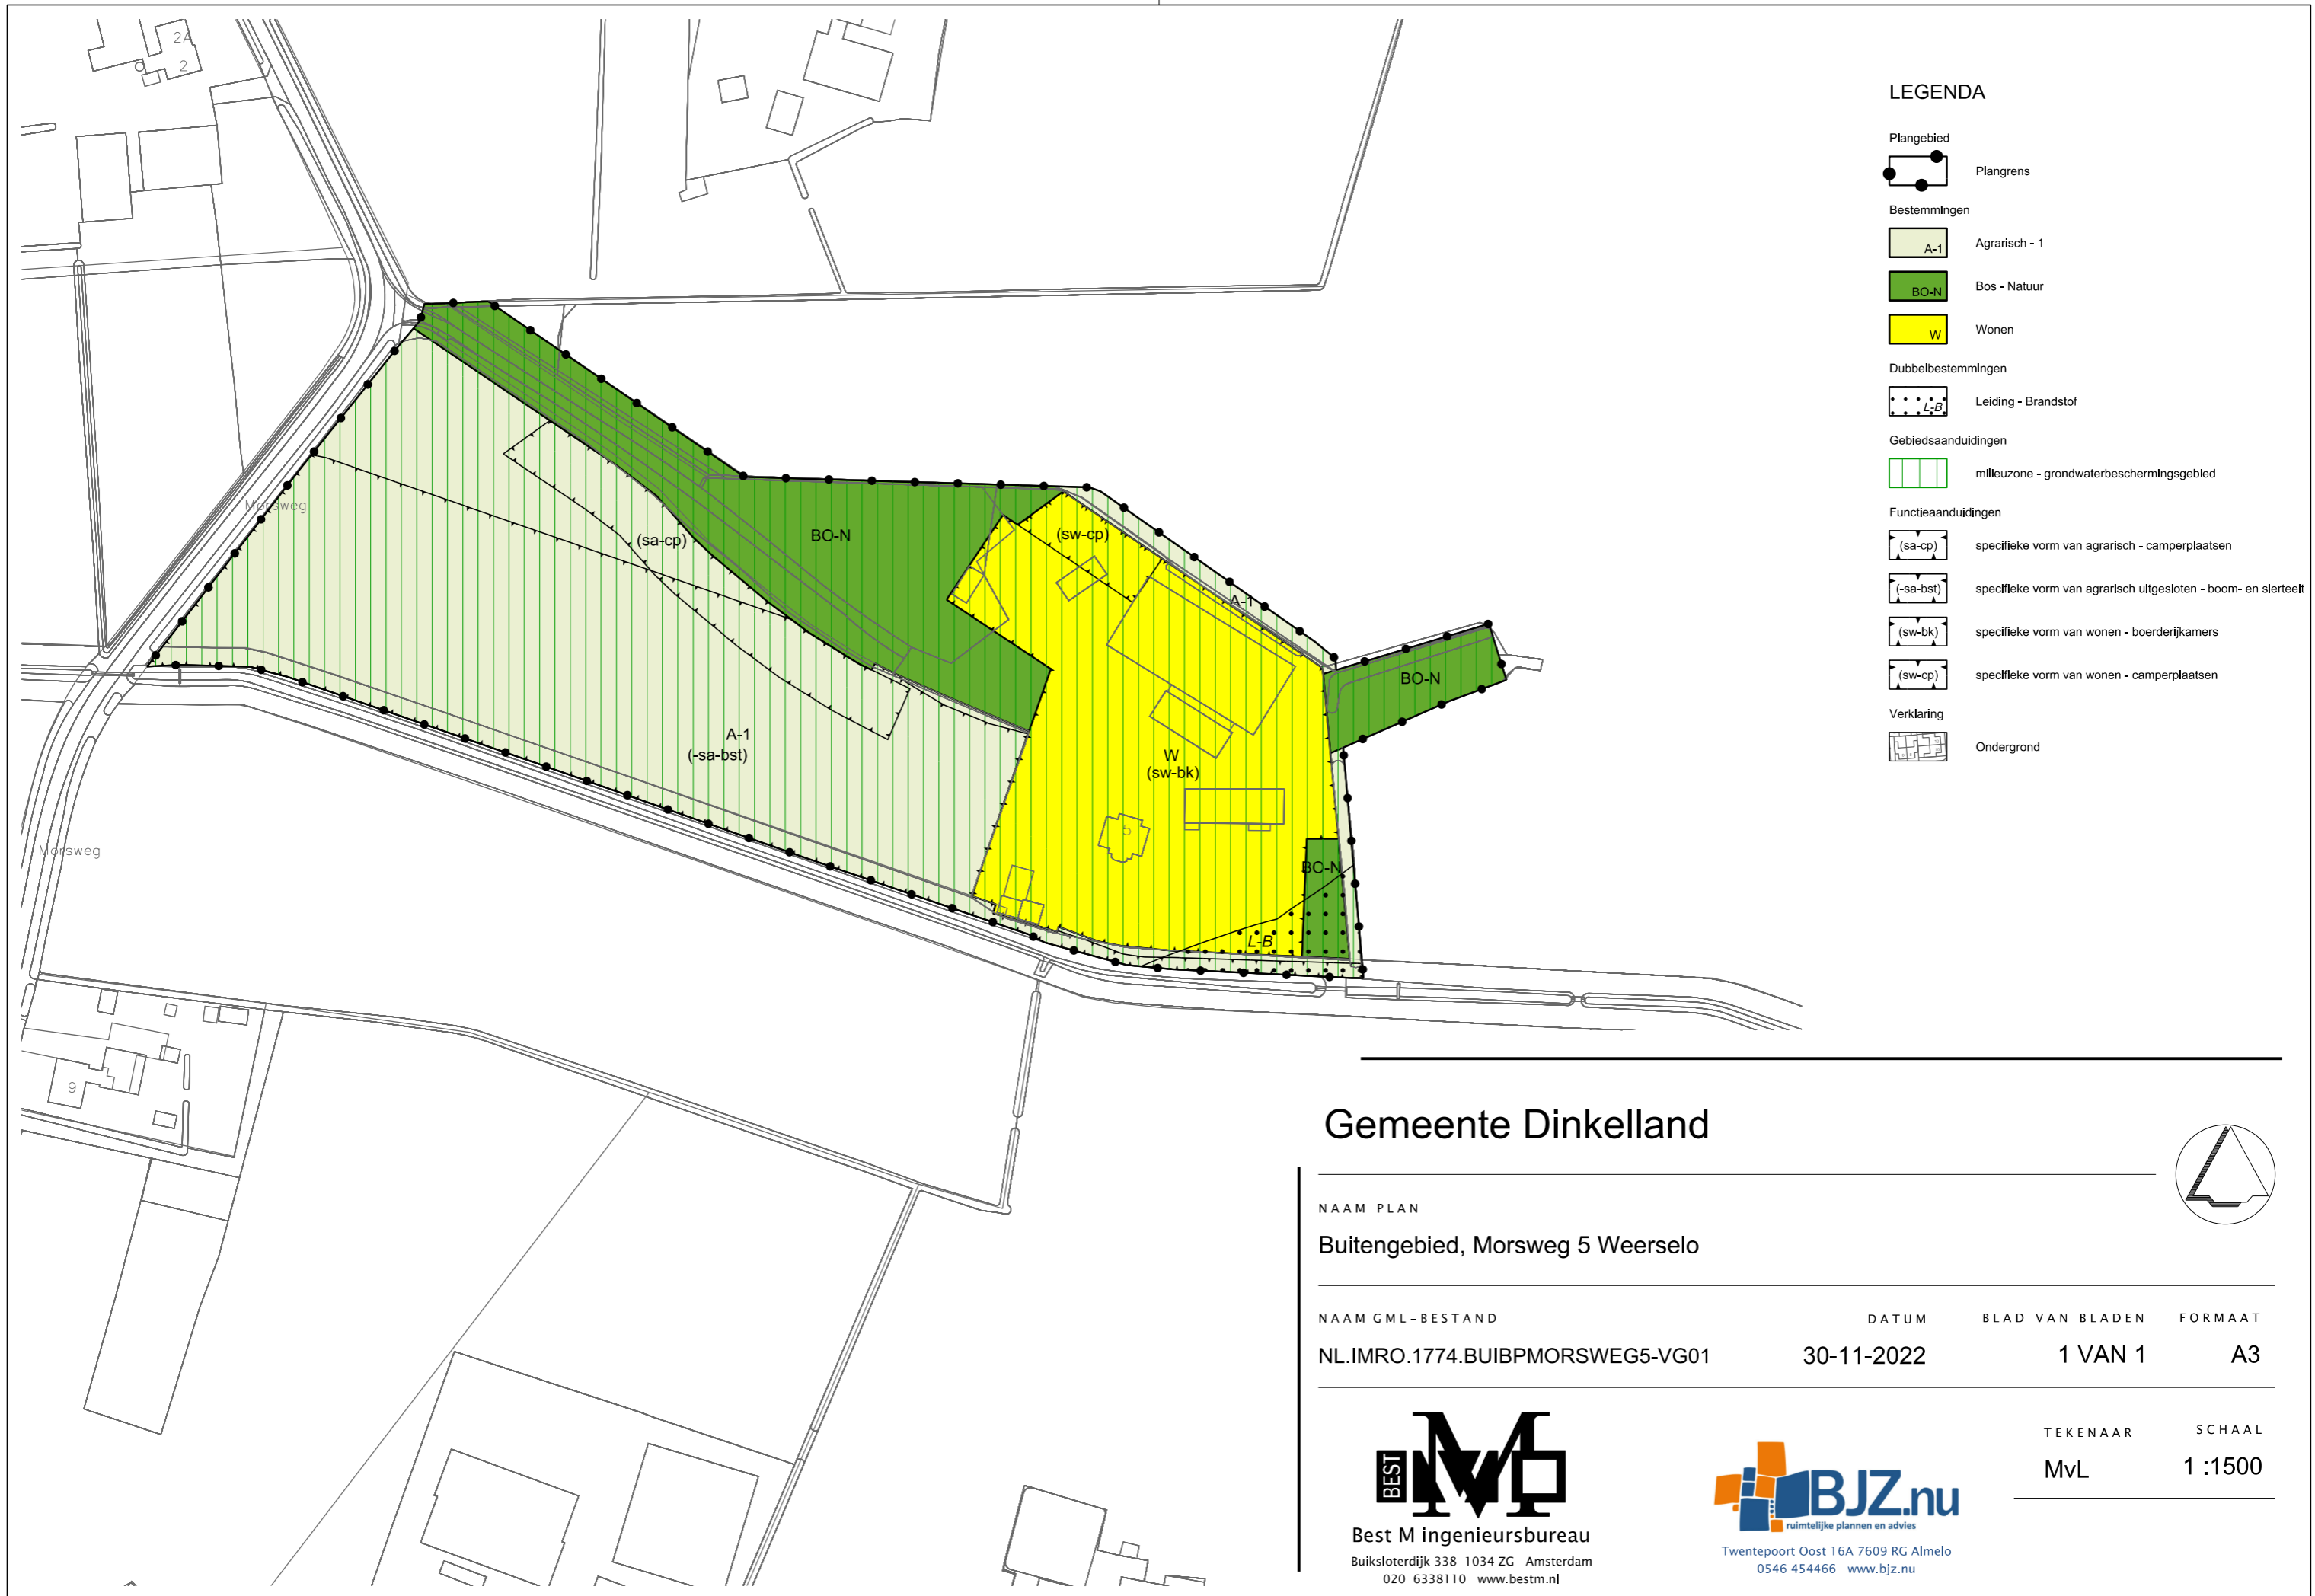 2A
2
Morsweg
Morsweg
9
5
BO-N
(sw-cp)
(sa-cp)
A-1
BO-N
A-1
(-sa-bst)
W
(sw-bk)
BO-N
L-B
LEGENDA
Plangebied
Plangrens
Bestemmingen
A-1 Agrarisch - 1
BO-N Bos - Natuur
W Wonen
Dubbelbestemmingen
L-B Leiding - Brandstof
Gebiedsaanduidingen
milieuzone - grondwaterbeschermingsgebied
Functieaanduidingen
(sa-cp) specifieke vorm van agrarisch - camperplaatsen
(-sa-bst) specifieke vorm van agrarisch uitgesloten - boom- en sierteelt
(sw-bk) specifieke vorm van wonen - boerderijkamers
(sw-cp) specifieke vorm van wonen - camperplaatsen
Verklaring
Ondergrond
Gemeente Dinkelland
NAAM PLAN
Buitengebied, Morsweg 5 Weerselo
NAAM GML-BESTAND DATUM BLAD VAN BLADEN FORMAAT
NL.IMRO.1774.BUIBPMORSWEG5-VG01 30-11-2022 1 VAN 1 A3
TEKENAAR SCHAAL
MvL 1 :1500
BEST M
Best M ingenieursbureau
Buiksloterdijk 338 1034 ZG Amsterdam
020 6338110 www.bestm.nl
BJZ.nu
ruimtelijke plannen en advies
Twentepoort Oost 16A 7609 RG Almelo
0546 454466 www.bjz.nu